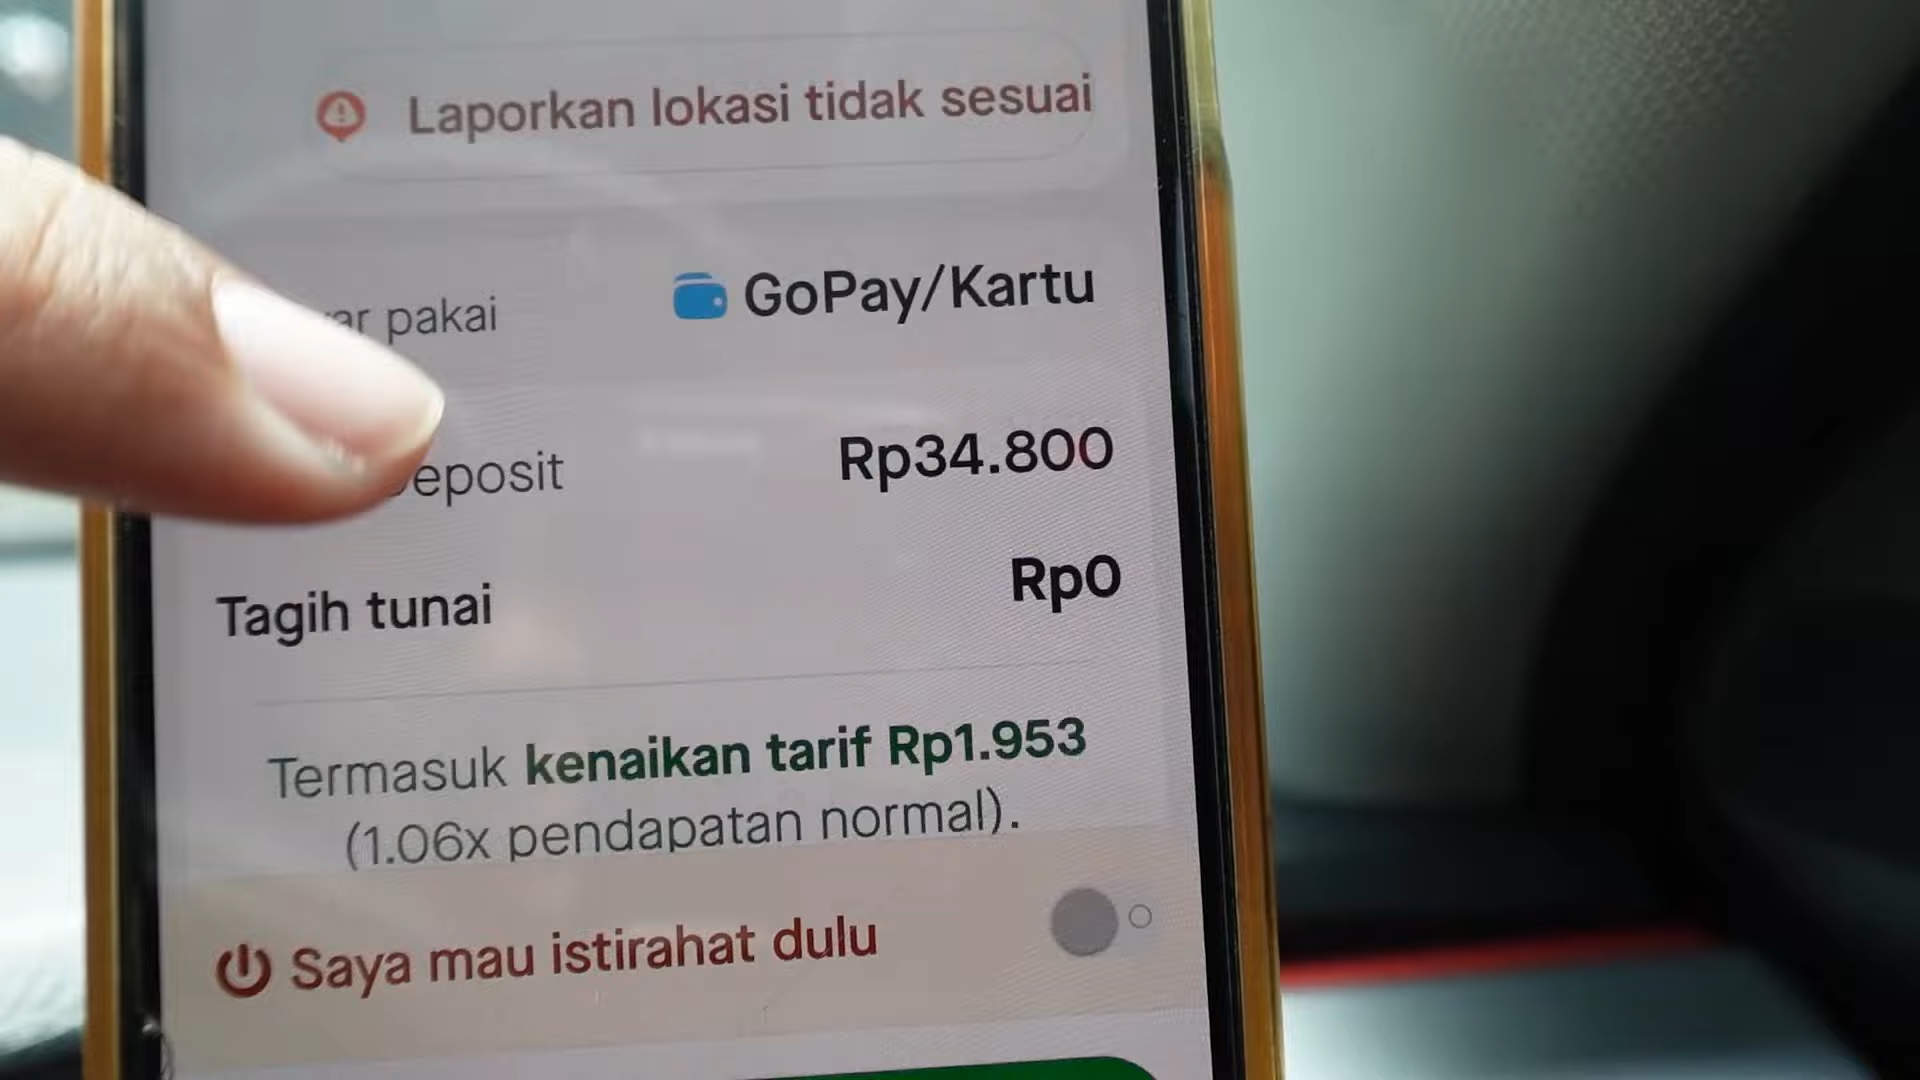 Laporkan lokasi tidak sesuai
pakai GoPay/Kartu
Rp34.800
Tagih tunai Rp0
Termasuk kenaikan tarif Rp1.953
(1.06x pendapatan normal).
Saya mau istirahat dulu